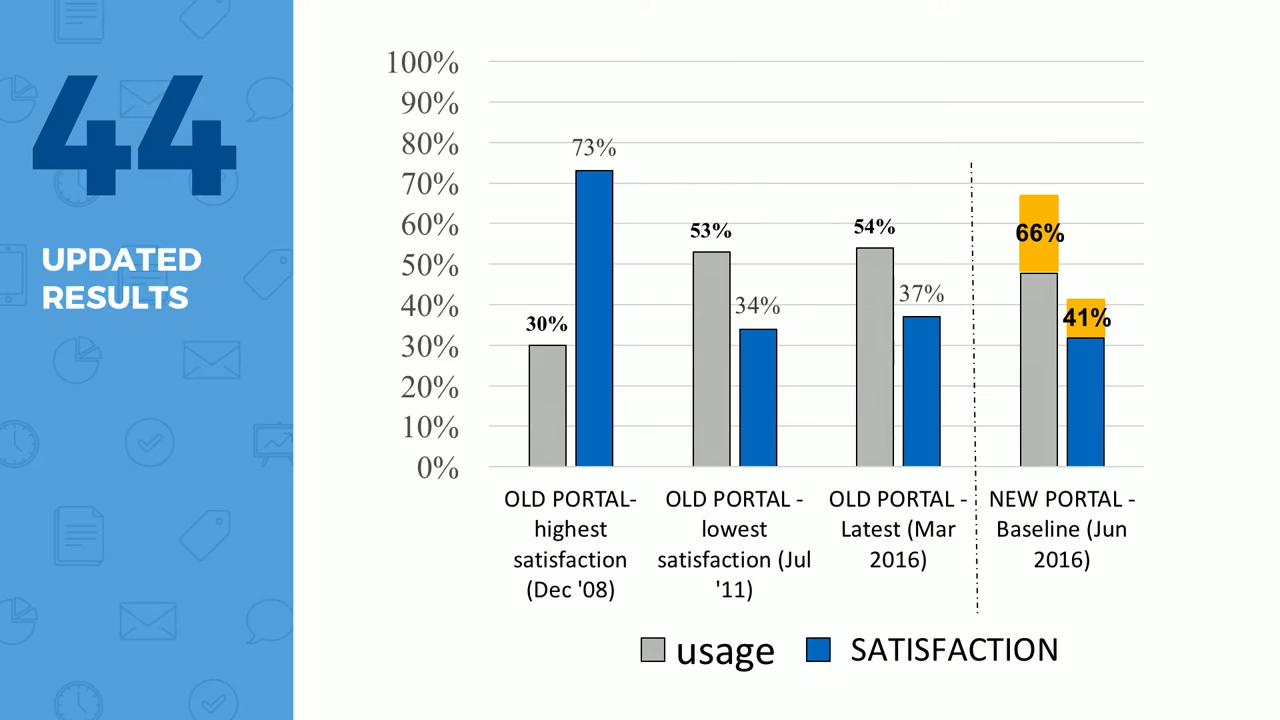 44
UPDATED
RESULTS
100%
90%
80%
70%
60%
50%
40%
30%
20%
10%
0%
30%
73%
53%
34%
54%
37%
66%
41%
OLD PORTAL-
highest
satisfaction
(Dec '08)
OLD PORTAL -
lowest
satisfaction (Jul
'11)
OLD PORTAL -
Latest (Mar
2016)
NEW PORTAL -
Baseline (Jun
2016)
usage
SATISFACTION